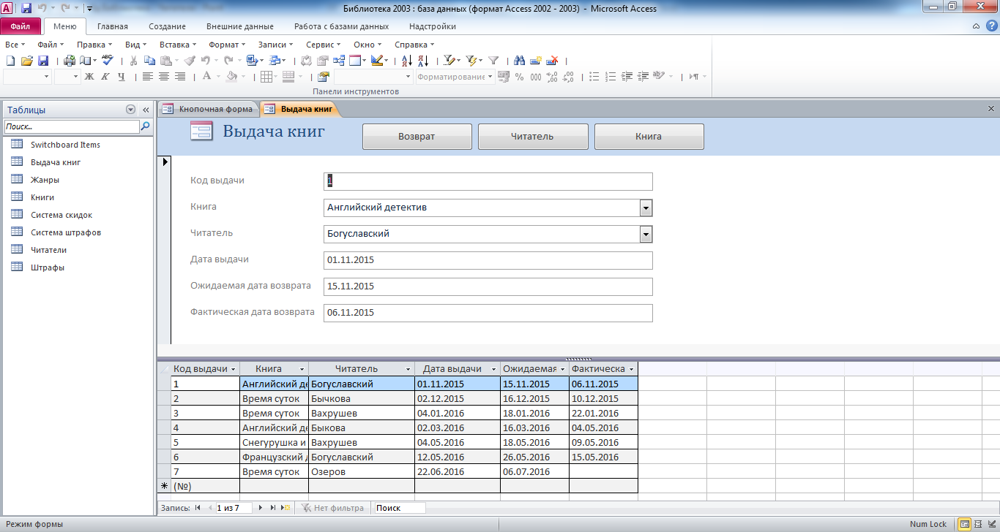 Библиотека 2003 : база данных (формат Access 2002 - 2003) - Microsoft Access
Файл Меню Главная Создание Внешние данные Работа с базами данных Надстройки
Все Файл Правка Вид Вставка Формат Записи Сервис Окно Справка
Ж К Ч Форматирование % 000
Панели инструментов
Таблицы
Поиск...
Switchboard Items
Выдача книг
Жанры
Книги
Система скидок
Система штрафов
Читатели
Штрафы
Кнопочная форма Выдача книг
Выдача книг Возврат Читатель Книга
Код выдачи 1
Книга Английский детектив
Читатель Богуславский
Дата выдачи 01.11.2015
Ожидаемая дата возврата 15.11.2015
Фактическая дата возврата 06.11.2015
Код выдачи Книга Читатель Дата выдачи Ожидаемая Фактическа
1 Английский де Богуславский 01.11.2015 15.11.2015 06.11.2015
2 Время суток Бычкова 02.12.2015 16.12.2015 10.12.2015
3 Время суток Вахрушев 04.01.2016 18.01.2016 22.01.2016
4 Английский де Быкова 02.03.2016 16.03.2016 04.05.2016
5 Снегурушка и Вахрушев 04.05.2016 18.05.2016 09.05.2016
6 Французский д Богуславский 12.05.2016 26.05.2016 15.05.2016
7 Время суток Озеров 22.06.2016 06.07.2016
(№)
Запись: 1 из 7 Нет фильтра Поиск
Режим формы Num Lock